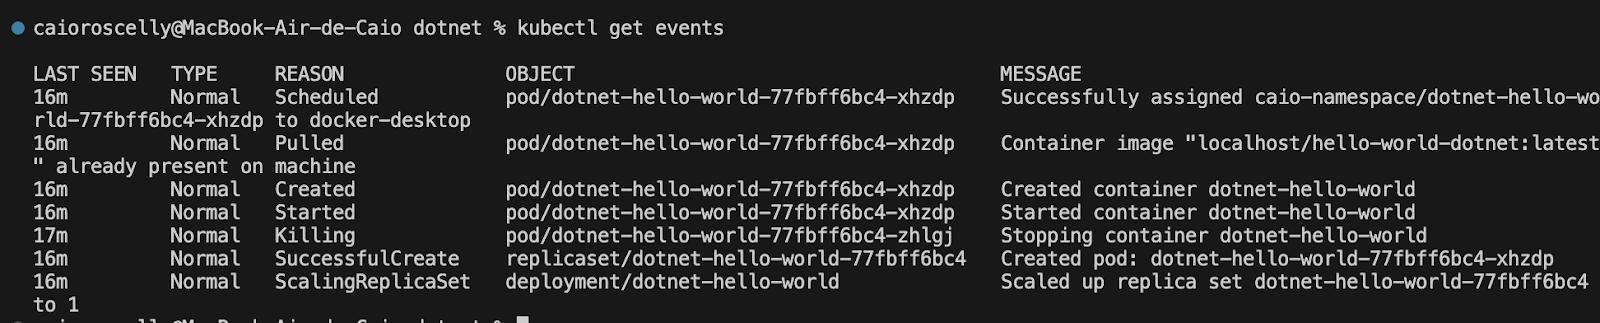 caioroscelly@MacBook-Air-de-Caio dotnet % kubectl get events
LAST SEEN   TYPE     REASON              OBJECT                                     MESSAGE
16m         Normal   Scheduled           pod/dotnet-hello-world-77fbff6bc4-xhzdp    Successfully assigned caio-namespace/dotnet-hello-wo
rld-77fbff6bc4-xhzdp to docker-desktop
16m         Normal   Pulled              pod/dotnet-hello-world-77fbff6bc4-xhzdp    Container image "localhost/hello-world-dotnet:latest
" already present on machine
16m         Normal   Created             pod/dotnet-hello-world-77fbff6bc4-xhzdp    Created container dotnet-hello-world
16m         Normal   Started             pod/dotnet-hello-world-77fbff6bc4-xhzdp    Started container dotnet-hello-world
17m         Normal   Killing             pod/dotnet-hello-world-77fbff6bc4-zhlgj    Stopping container dotnet-hello-world
16m         Normal   SuccessfulCreate    replicaset/dotnet-hello-world-77fbff6bc4   Created pod: dotnet-hello-world-77fbff6bc4-xhzdp
16m         Normal   ScalingReplicaSet   deployment/dotnet-hello-world              Scaled up replica set dotnet-hello-world-77fbff6bc4
to 1